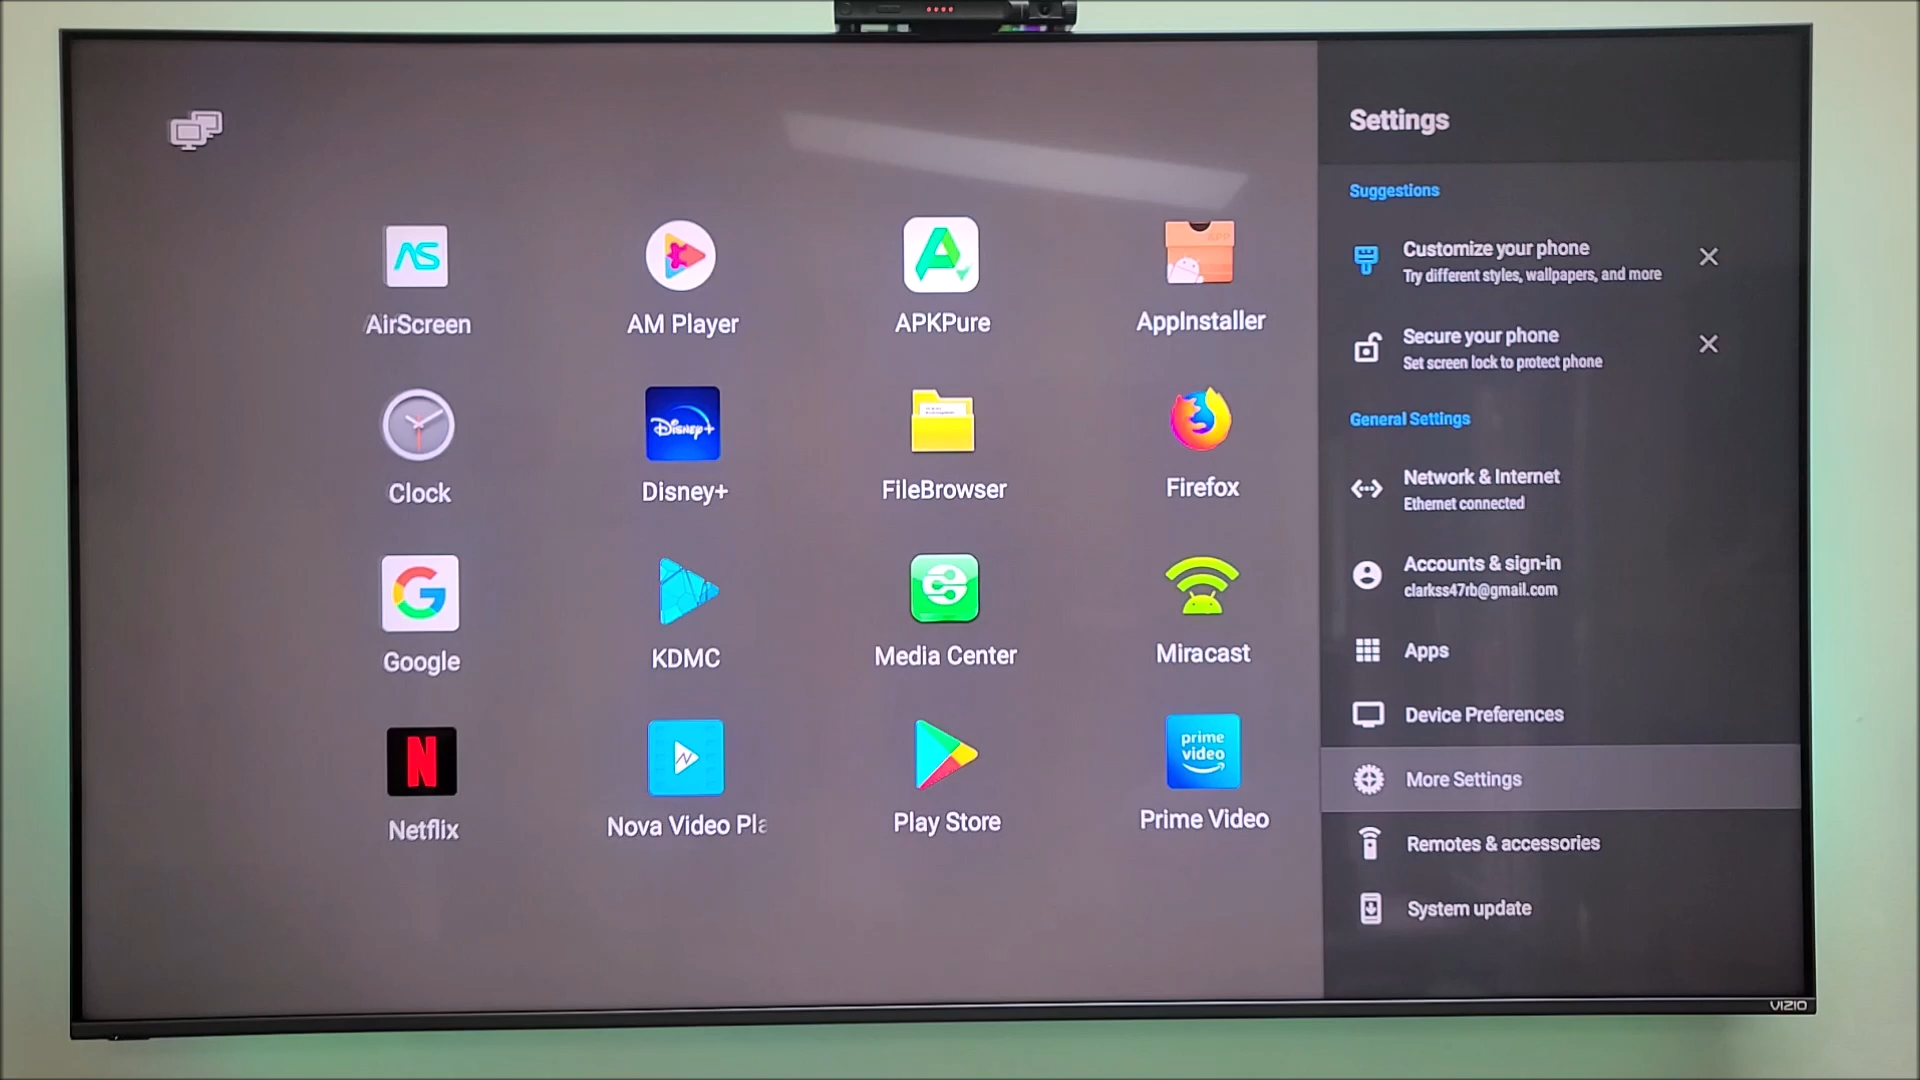 Settings
Suggestions
Customize your phone
Try different styles, wallpapers, and more
Secure your phone
Set screen lock to protect phone
General Settings
Network & Internet
Ethernet connected
Accounts & sign-in
clarkss47rb@gmail.com
Apps
Device Preferences
More Settings
Remotes & accessories
System update
AS
APP
AirScreen
AM Player
APKPure
AppInstaller
Disney+
Clock
Disney+
FileBrowser
Firefox
G
Google
KDMC
Media Center
Miracast
N
prime video
Netflix
Nova Video Pla
Play Store
Prime Video
VIZIO